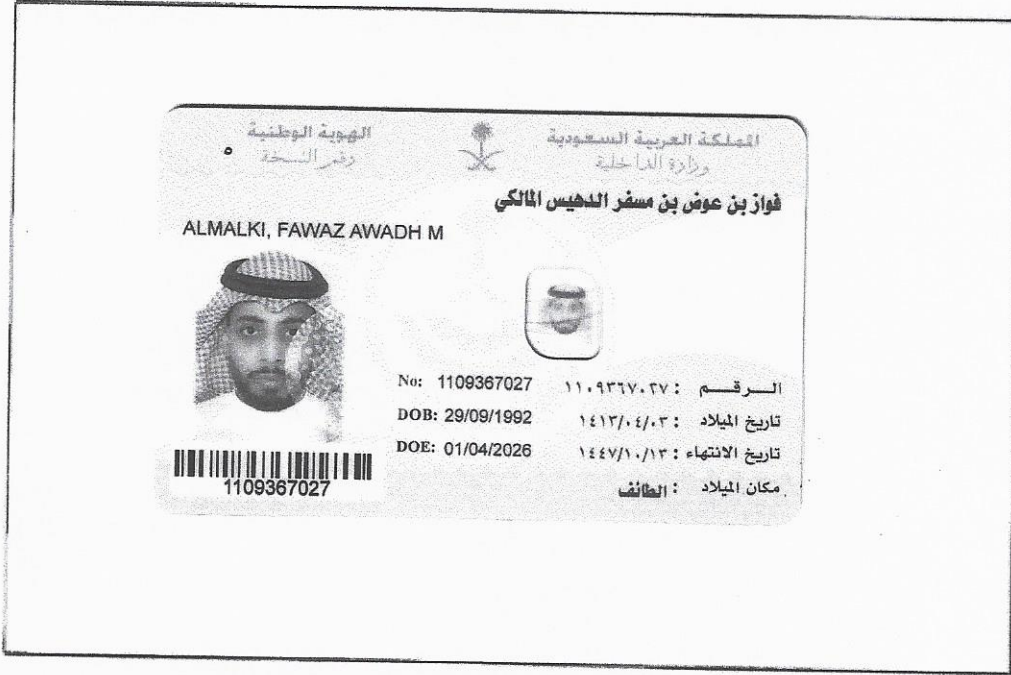 المملكة العربية السعودية
وزارة الداخلية
الهوية الوطنية
رقم النسخة ٥
فواز بن عوض بن مسفر الدهيس المالكي
ALMALKI, FAWAZ AWADH M
الرقم : ١١٠٩٣٦٧٠٢٧ No: 1109367027
تاريخ الميلاد : ١٤١٣/٠٤/٠٣ DOB: 29/09/1992
تاريخ الانتهاء : ١٤٤٧/١٠/١٣ DOE: 01/04/2026
مكان الميلاد : الطائف
1109367027